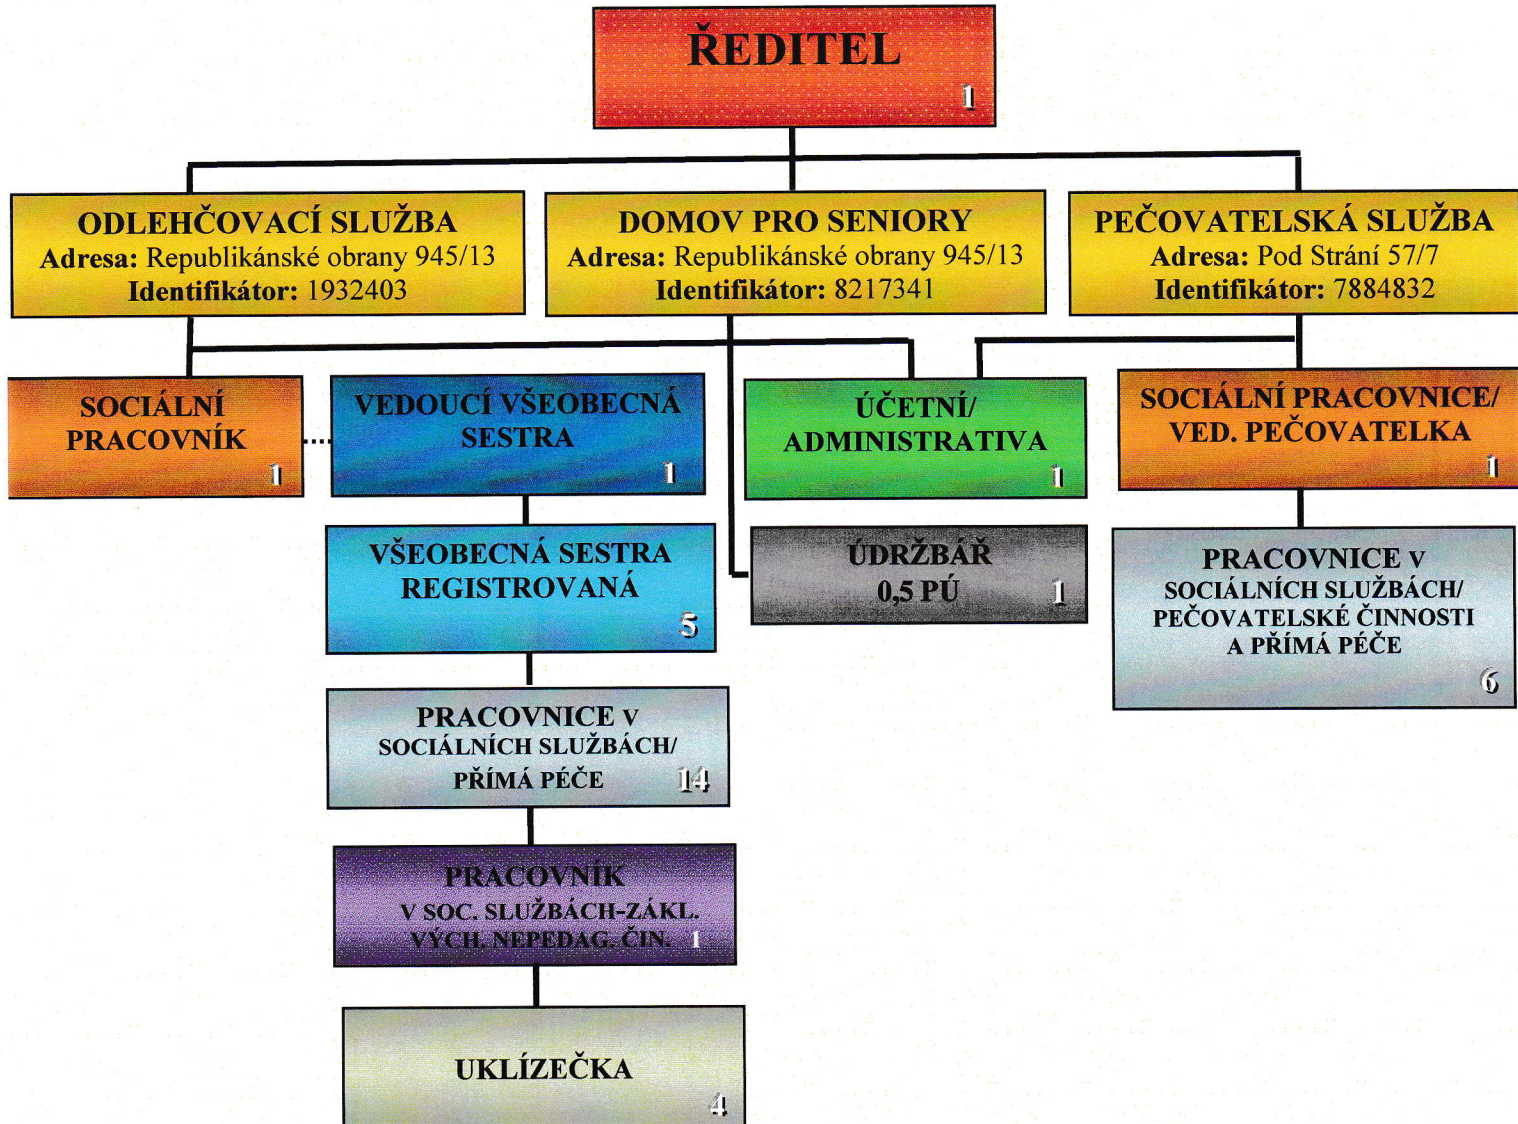 ŘEDITEL
1
ODLEHČOVACÍ SLUŽBA
Adresa: Republikánské obrany 945/13
Identifikátor: 1932403
DOMOV PRO SENIORY
Adresa: Republikánské obrany 945/13
Identifikátor: 8217341
PEČOVATELSKÁ SLUŽBA
Adresa: Pod Strání 57/7
Identifikátor: 7884832
SOCIÁLNÍ
PRACOVNÍK
1
VEDOUCÍ VŠEOBECNÁ
SESTRA
1
ÚČETNÍ/
ADMINISTRATIVA
1
SOCIÁLNÍ PRACOVNICE/
VED. PEČOVATELKA
1
VŠEOBECNÁ SESTRA
REGISTROVANÁ
5
ÚDRŽBÁŘ
0,5 PÚ
1
PRACOVNICE V
SOCIÁLNÍCH SLUŽBÁCH/
PEČOVATELSKÉ ČINNOSTI
A PŘÍMÁ PÉČE
6
PRACOVNICE V
SOCIÁLNÍCH SLUŽBÁCH/
PŘÍMÁ PÉČE 14
PRACOVNÍK
V SOC. SLUŽBÁCH-ZÁKL.
VÝCH. NEPEDAG. ČIN. 1
UKLÍZEČKA
4